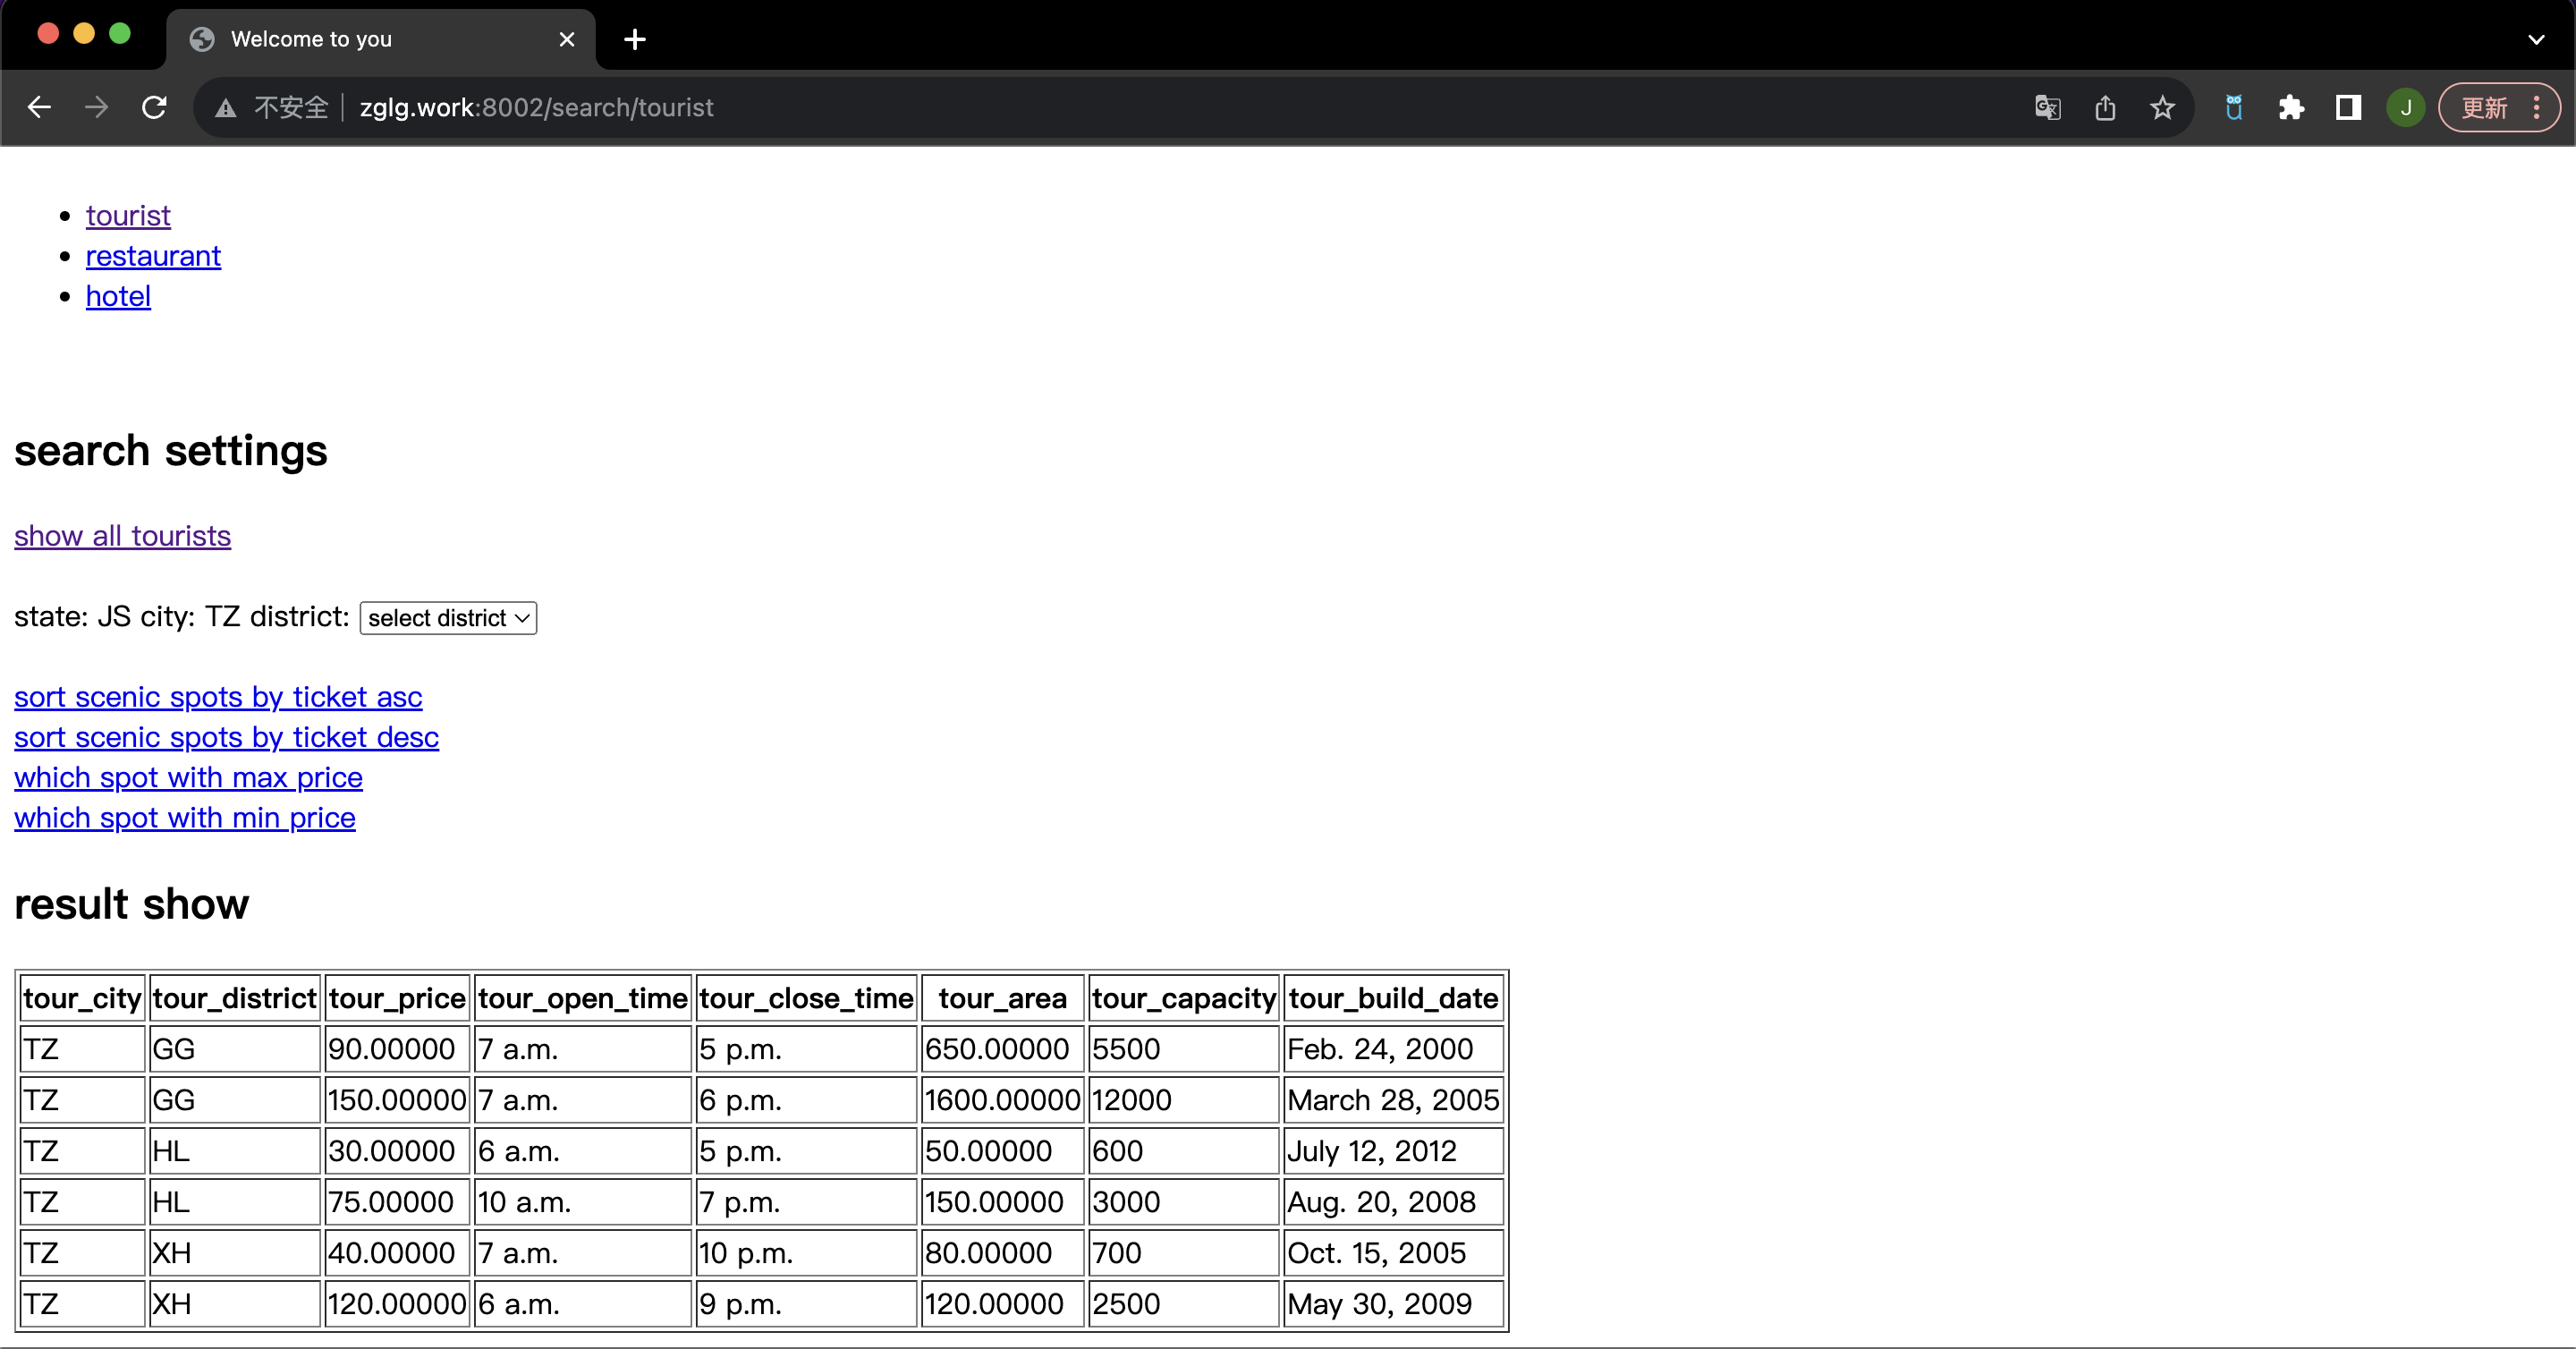 Welcome to you
不安全 zglg.work:8002/search/tourist J 更新
tourist
restaurant
hotel
search settings
show all tourists
state: JS city: TZ district: select district
sort scenic spots by ticket asc
sort scenic spots by ticket desc
which spot with max price
which spot with min price
result show
tour_city tour_district tour_price tour_open_time tour_close_time tour_area tour_capacity tour_build_date
TZ GG 90.00000 7 a.m. 5 p.m. 650.00000 5500 Feb. 24, 2000
TZ GG 150.00000 7 a.m. 6 p.m. 1600.00000 12000 March 28, 2005
TZ HL 30.00000 6 a.m. 5 p.m. 50.00000 600 July 12, 2012
TZ HL 75.00000 10 a.m. 7 p.m. 150.00000 3000 Aug. 20, 2008
TZ XH 40.00000 7 a.m. 10 p.m. 80.00000 700 Oct. 15, 2005
TZ XH 120.00000 6 a.m. 9 p.m. 120.00000 2500 May 30, 2009